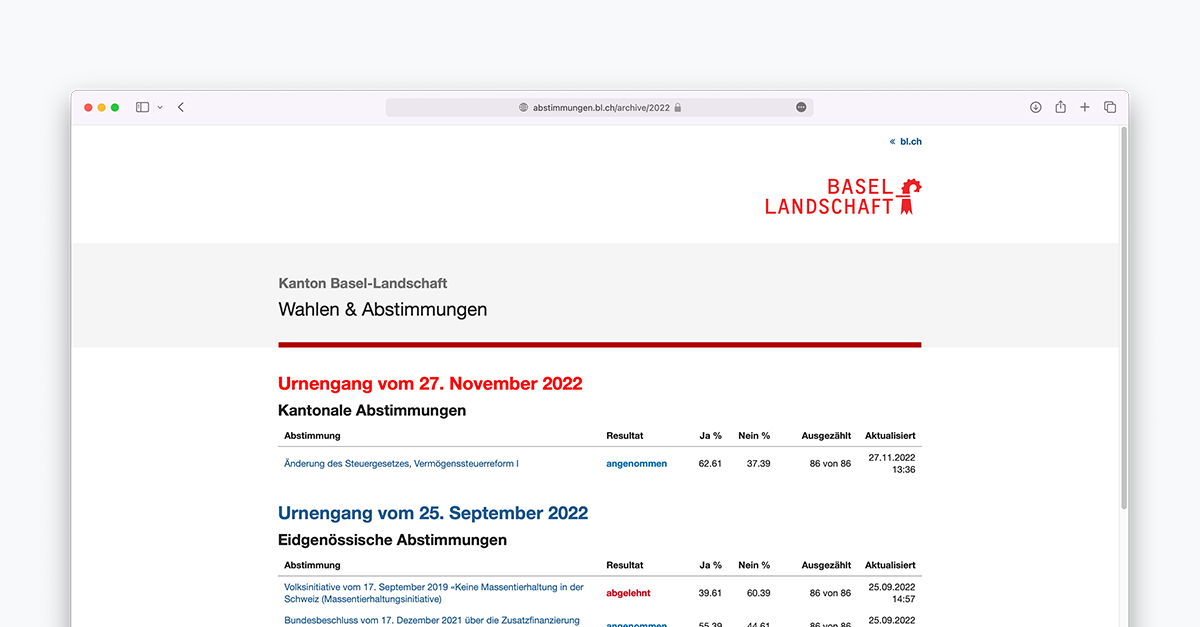 abstimmungen.bl.ch/archive/2022
« bl.ch
BASEL
LANDSCHAFT
Kanton Basel-Landschaft
Wahlen & Abstimmungen
Urnengang vom 27. November 2022
Kantonale Abstimmungen
Abstimmung Resultat Ja % Nein % Ausgezählt Aktualisiert
Änderung des Steuergesetzes, Vermögenssteuerreform I angenommen 62.61 37.39 86 von 86 27.11.2022
13:36
Urnengang vom 25. September 2022
Eidgenössische Abstimmungen
Abstimmung Resultat Ja % Nein % Ausgezählt Aktualisiert
Volksinitiative vom 17. September 2019 «Keine Massentierhaltung in der
Schweiz (Massentierhaltungsinitiative) abgelehnt 39.61 60.39 86 von 86 25.09.2022
14:57
Bundesbeschluss vom 17. Dezember 2021 über die Zusatzfinanzierung
angenommen 55.39 44.61 86 von 86 25.09.2022